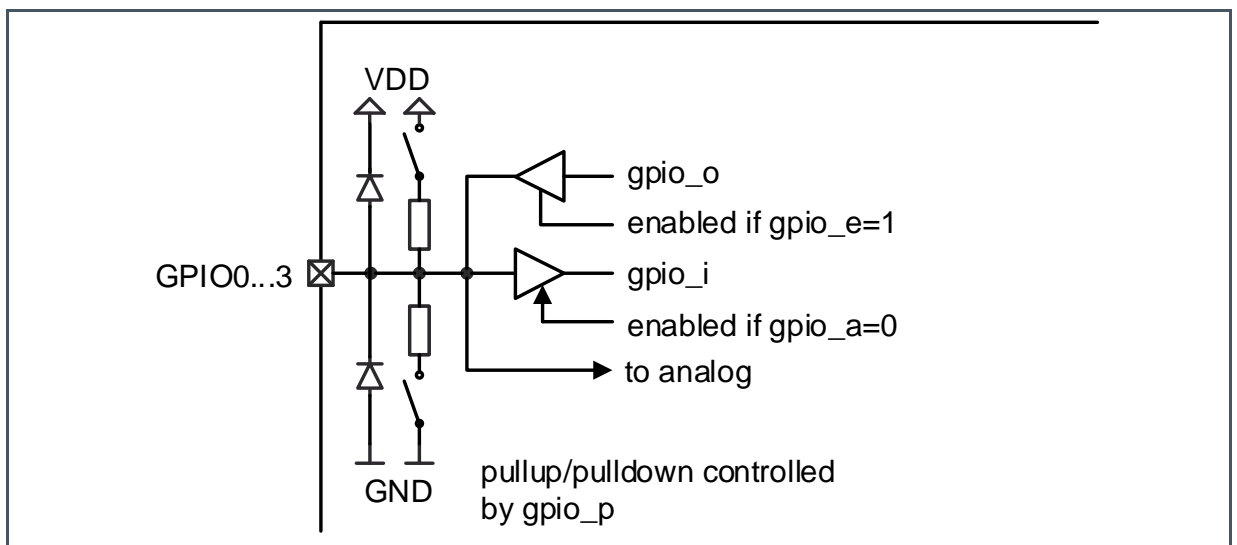 VDD
gpio_o
enabled if gpio_e=1
GPIO0...3
gpio_i
enabled if gpio_a=0
to analog
GND
pullup/pulldown controlled
by gpio_p